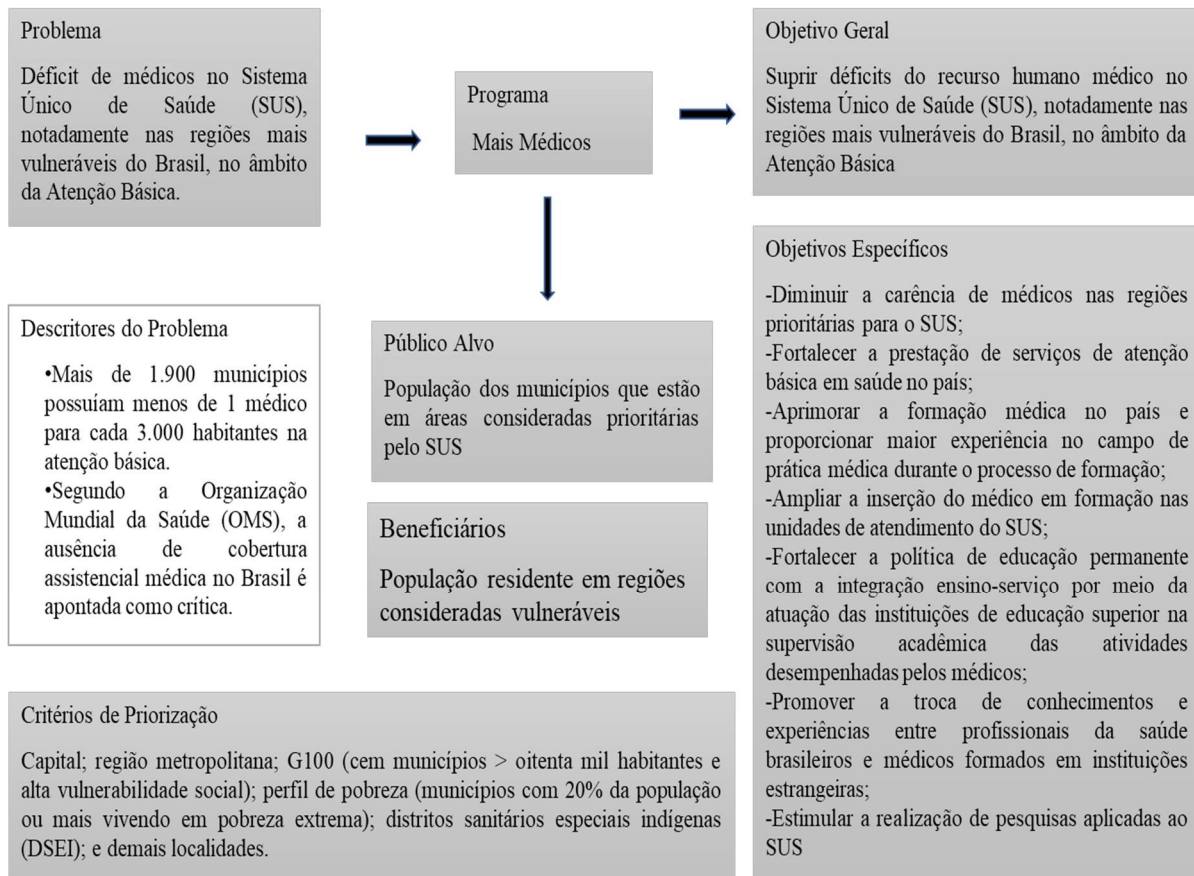 Problema
Déficit de médicos no Sistema
Único de Saúde (SUS),
notadamente nas regiões mais
vulneráveis do Brasil, no âmbito
da Atenção Básica.
Programa
Mais Médicos
Objetivo Geral
Suprir déficits do recurso humano médico no
Sistema Único de Saúde (SUS), notadamente nas
regiões mais vulneráveis do Brasil, no âmbito da
Atenção Básica
Descritores do Problema
•Mais de 1.900 municípios
possuíam menos de 1 médico
para cada 3.000 habitantes na
atenção básica.
•Segundo a Organização
Mundial da Saúde (OMS), a
ausência de cobertura
assistencial médica no Brasil é
apontada como crítica.
Público Alvo
População dos municípios que estão
em áreas consideradas prioritárias
pelo SUS
Beneficiários
População residente em regiões
consideradas vulneráveis
Objetivos Específicos
-Diminuir a carência de médicos nas regiões
prioritárias para o SUS;
-Fortalecer a prestação de serviços de atenção
básica em saúde no país;
-Aprimorar a formação médica no país e
proporcionar maior experiência no campo de
prática médica durante o processo de formação;
-Ampliar a inserção do médico em formação nas
unidades de atendimento do SUS;
-Fortalecer a política de educação permanente
com a integração ensino-serviço por meio da
atuação das instituições de educação superior na
supervisão acadêmica das atividades
desempenhadas pelos médicos;
-Promover a troca de conhecimentos e
experiências entre profissionais da saúde
brasileiros e médicos formados em instituições
estrangeiras;
-Estimular a realização de pesquisas aplicadas ao
SUS
Critérios de Priorização
Capital; região metropolitana; G100 (cem municípios > oitenta mil habitantes e
alta vulnerabilidade social); perfil de pobreza (municípios com 20% da população
ou mais vivendo em pobreza extrema); distritos sanitários especiais indígenas
(DSEI); e demais localidades.